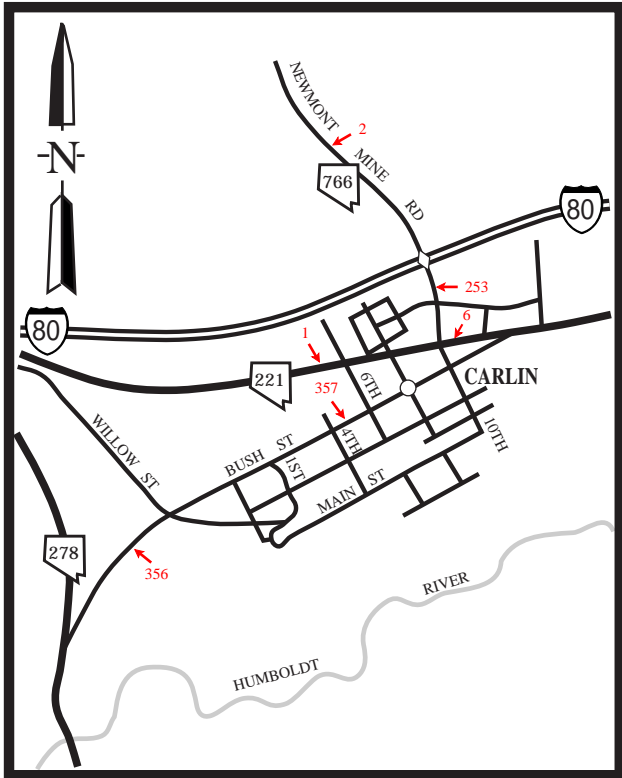 N
NEWMONT MINE RD
2
766
80
253
80
6
1
221
357
6TH
CARLIN
WILLOW ST
BUSH ST
4TH
1ST
10TH
MAIN ST
278
356
RIVER
HUMBOLDT